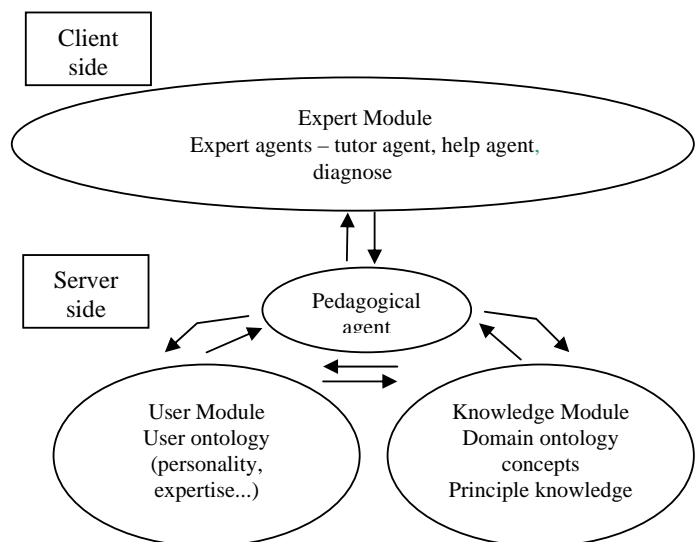 Client
side
Expert Module
Expert agents – tutor agent, help agent,
diagnose
Server
side
Pedagogical
agent
User Module
User ontology
(personality,
expertise...)
Knowledge Module
Domain ontology
concepts
Principle knowledge